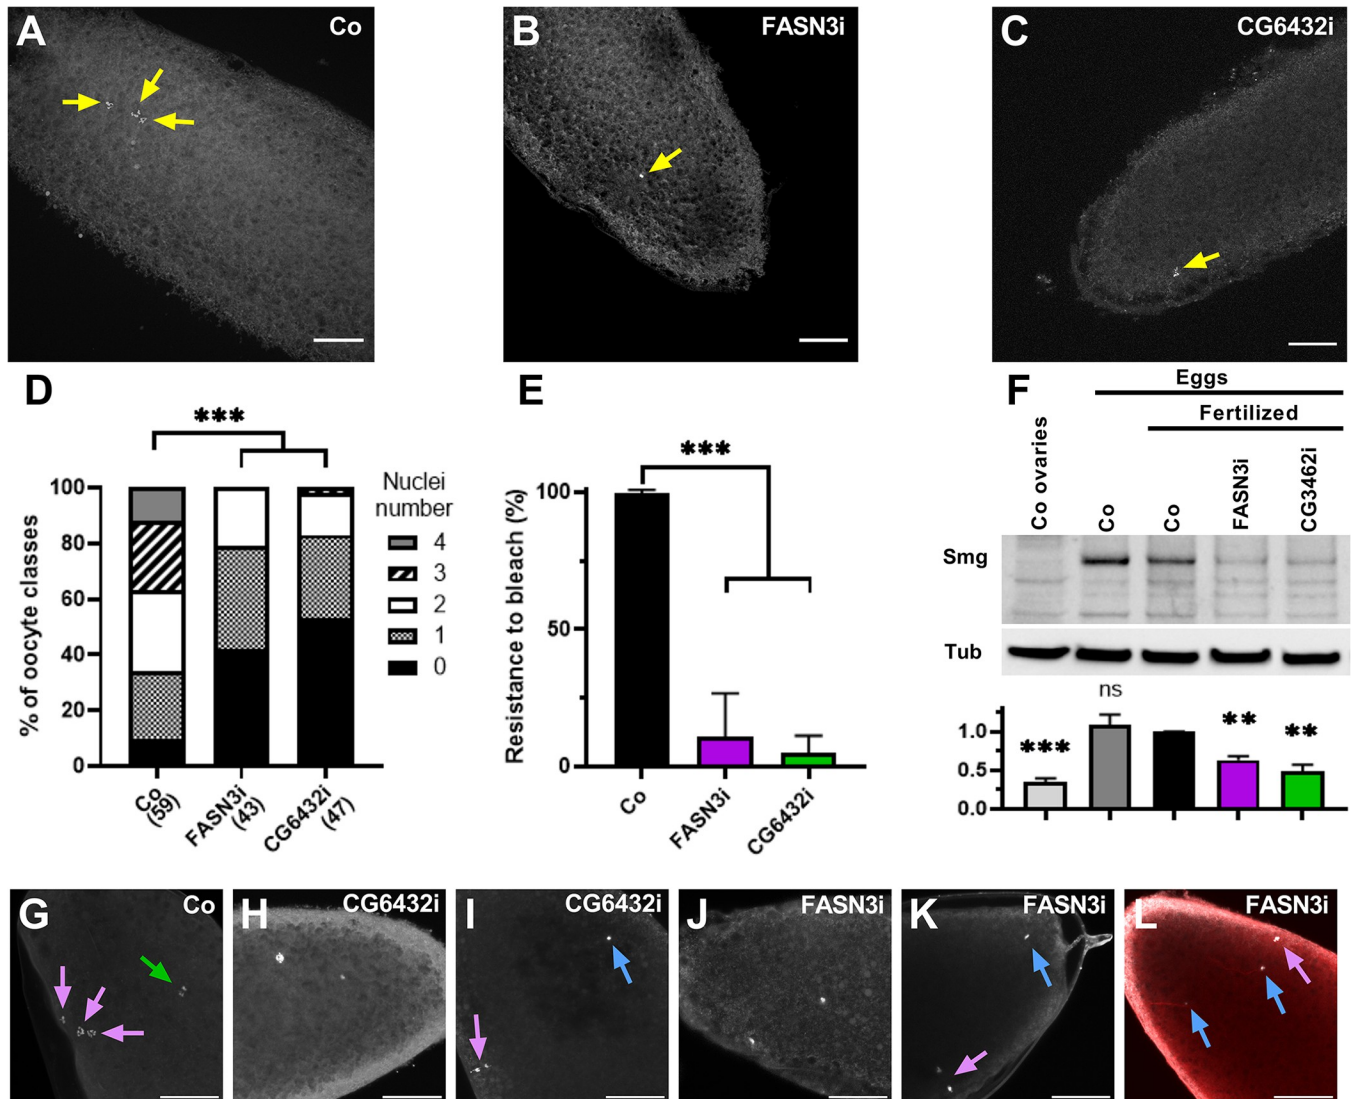 A Co
B FASN3i
C CG6432i
D
***
% of oocyte classses
100
80
60
40
20
0
Co
(59)
FASN3i
(43)
CG6432i
(47)
Nuclei
number
4
3
2
1
0
E
***
Resistance to bleach (%)
100
50
0
Co
FASN3i
CG6432i
F
Eggs
Fertilized
Co ovaries
Co
Co
FASN3i
CG3462i
Smg
Tub
ns
*** ** **
1.0
0.5
0.0
G Co
H CG6432i
I CG6432i
J FASN3i
K FASN3i
L FASN3i